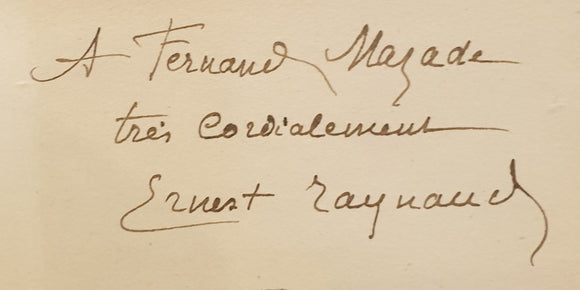 A Fernand Mazade
très Cordialement
Ernest Raynaud